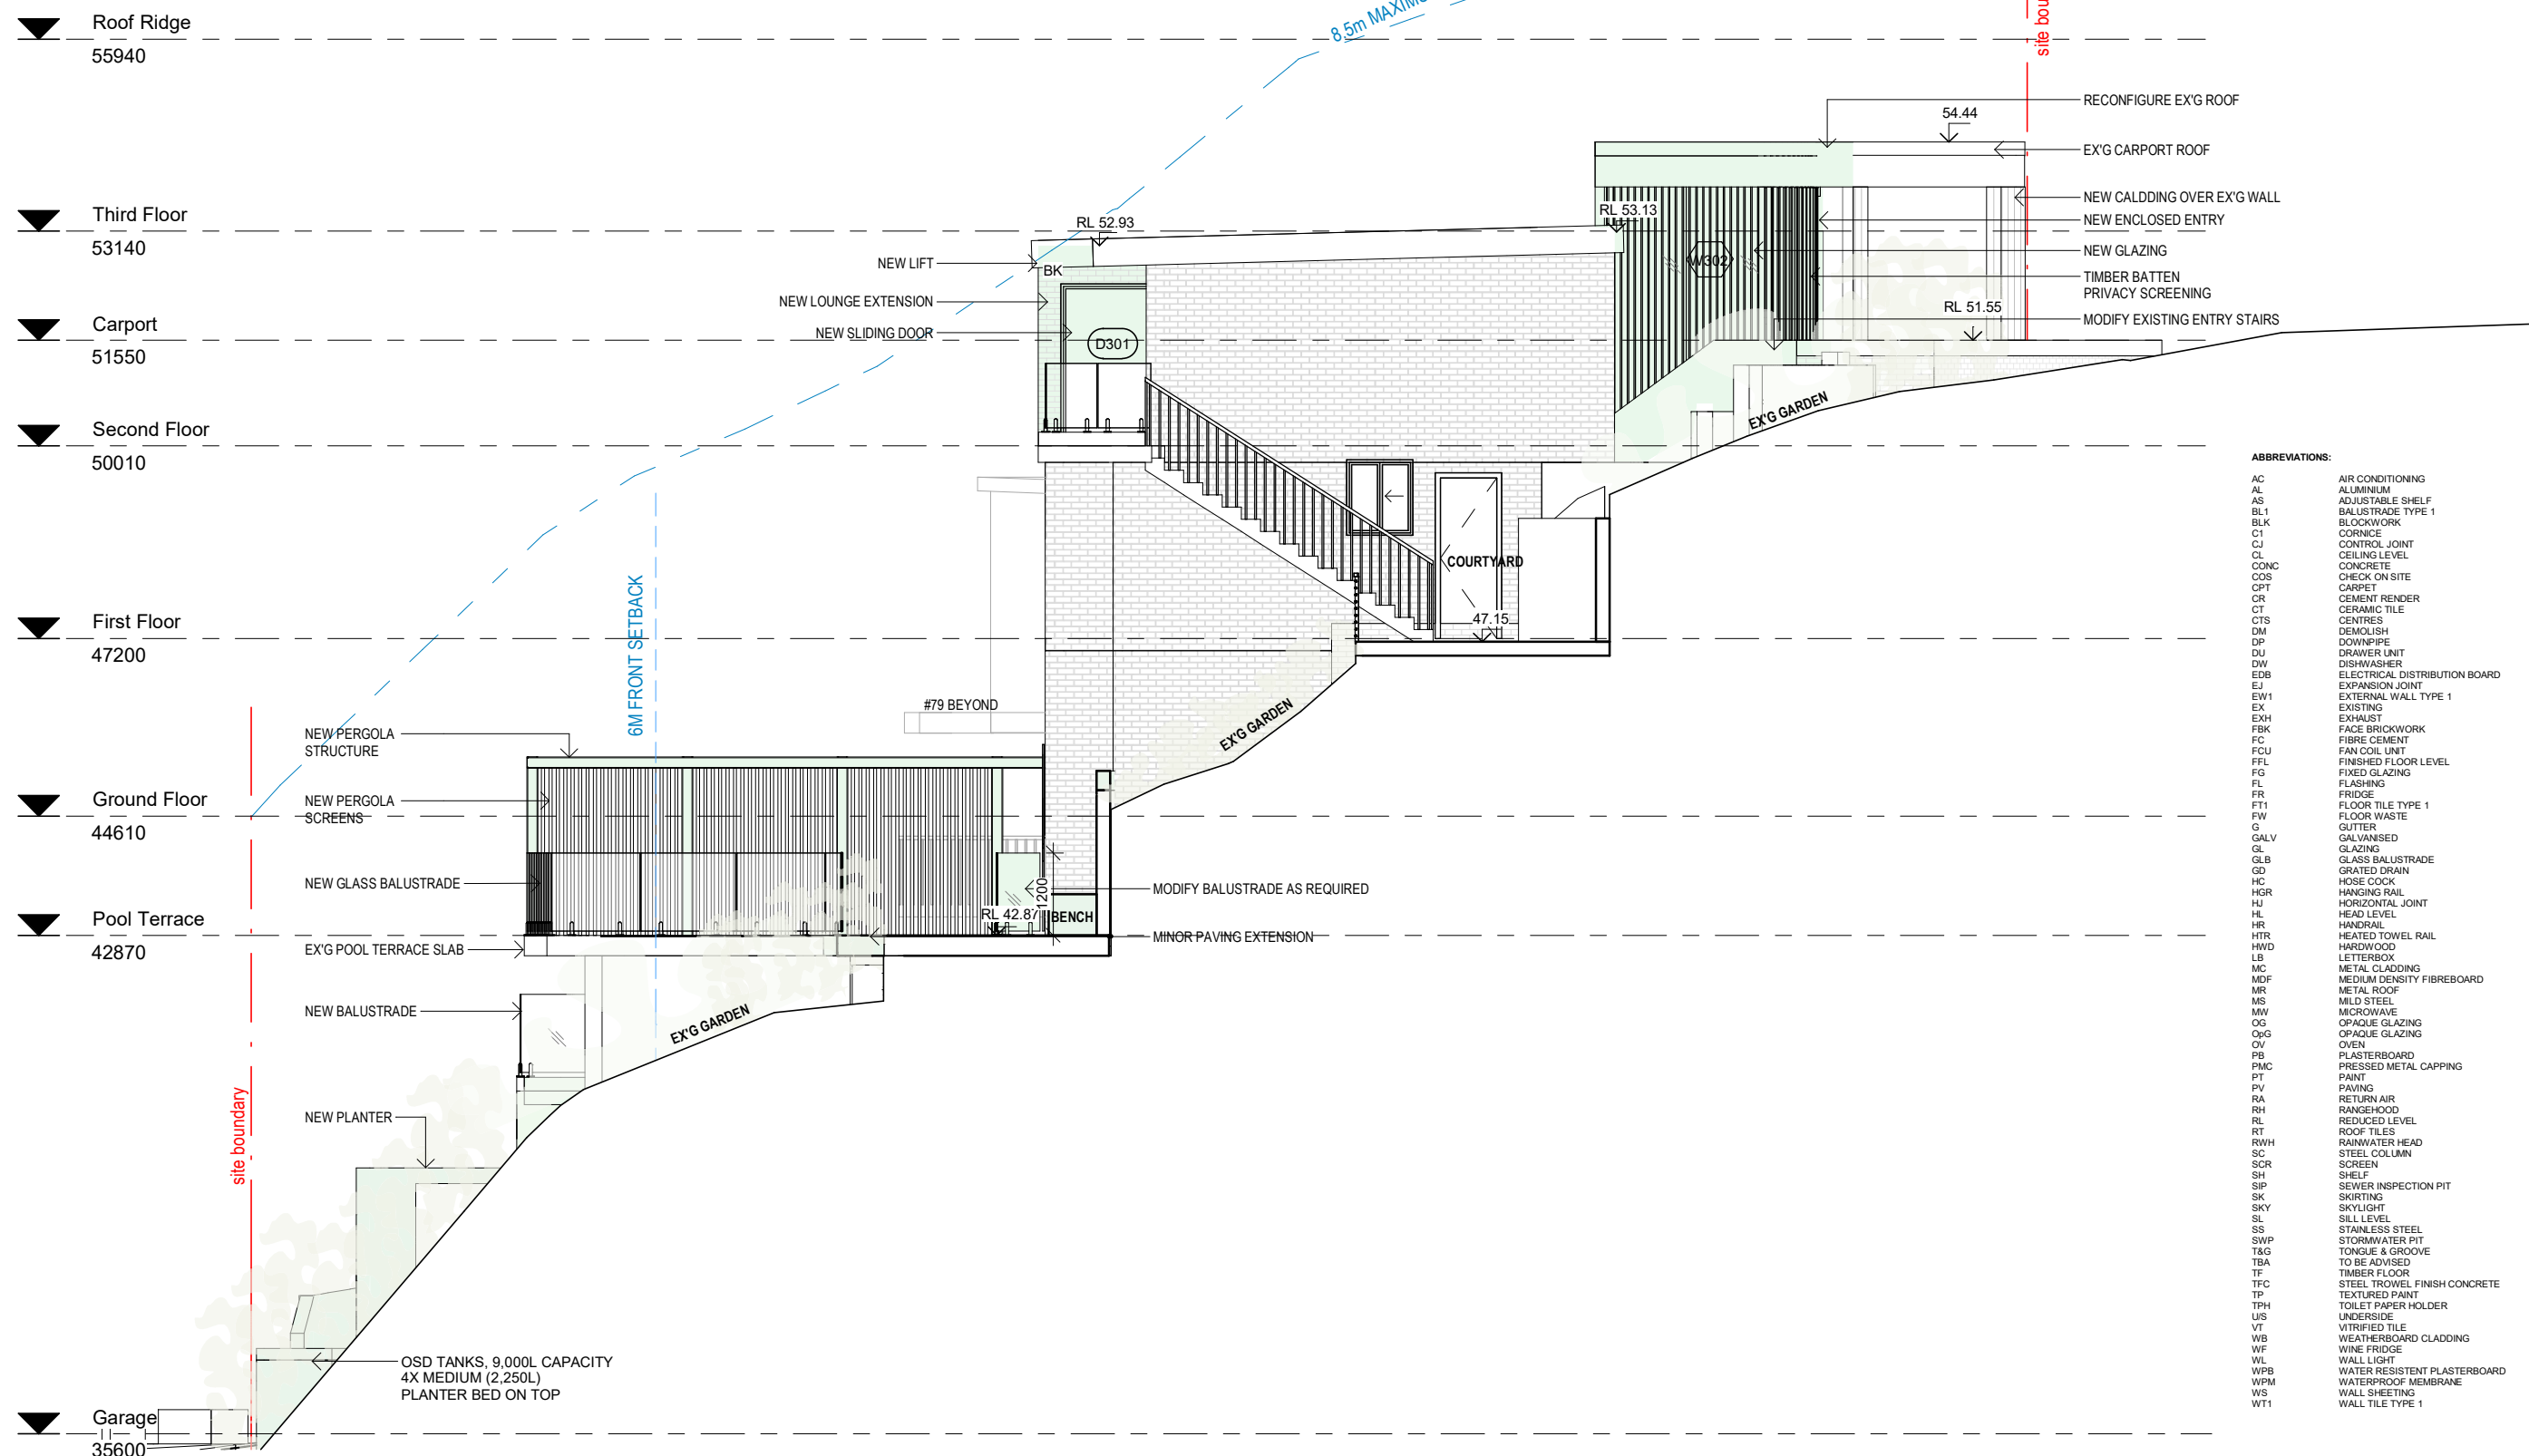 Roof Ridge
55940
Third Floor
53140
Carport
51550
Second Floor
50010
First Floor
47200
Ground Floor
44610
Pool Terrace
42870
Garage
35600
8.5m
site
RECONFIGURE EX'G ROOF
54.44
EX'G CARPORT ROOF
NEW CALDDING OVER EX'G WALL
NEW ENCLOSED ENTRY
NEW GLAZING
TIMBER BATTEN
PRIVACY SCREENING
RL 51.55
MODIFY EXISTING ENTRY STAIRS
RL 53.13
W302
RL 52.93
NEW LIFT
BK
NEW LOUNGE EXTENSION
NEW SLIDING DOOR
D301
EX'G GARDEN
COURTYARD
47.15
6M FRONT SETBACK
#79 BEYOND
EX'G GARDEN
NEW PERGOLA
STRUCTURE
NEW PERGOLA
SCREENS
NEW GLASS BALUSTRADE
MODIFY BALUSTRADE AS REQUIRED
1200
RL 42.87
BENCH
MINOR PAVING EXTENSION
EX'G POOL TERRACE SLAB
NEW BALUSTRADE
EX'G GARDEN
site boundary
NEW PLANTER
OSD TANKS, 9,000L CAPACITY
4X MEDIUM (2,250L)
PLANTER BED ON TOP
ABBREVIATIONS:
AC AIR CONDITIONING
AL ALUMINIUM
AS ADJUSTABLE SHELF
BL1 BALUSTRADE TYPE 1
BLK BLOCKWORK
C1 CORNICE
CJ CONTROL JOINT
CL CEILING LEVEL
CONC CONCRETE
COS CHECK ON SITE
CPT CARPET
CR CEMENT RENDER
CT CERAMIC TILE
CTS CENTRES
DM DEMOLISH
DP DOWNPIPE
DU DRAWER UNIT
DW DISHWASHER
EDB ELECTRICAL DISTRIBUTION BOARD
EJ EXPANSION JOINT
EW1 EXTERNAL WALL TYPE 1
EX EXISTING
EXH EXHAUST
FBK FACE BRICKWORK
FC FIBRE CEMENT
FCU FAN COIL UNIT
FFL FINISHED FLOOR LEVEL
FG FIXED GLAZING
FL FLASHING
FR FRIDGE
FT1 FLOOR TILE TYPE 1
FW FLOOR WASTE
G GUTTER
GALV GALVANISED
GL GLAZING
GLB GLASS BALUSTRADE
GD GRATED DRAIN
HC HOSE COCK
HGR HANGING RAIL
HJ HORIZONTAL JOINT
HL HEAD LEVEL
HR HANDRAIL
HTR HEATED TOWEL RAIL
HWD HARDWOOD
LB LETTERBOX
MC METAL CLADDING
MDF MEDIUM DENSITY FIBREBOARD
MR METAL ROOF
MS MILD STEEL
MW MICROWAVE
OG OPAQUE GLAZING
OpG OPAQUE GLAZING
OV OVEN
PB PLASTERBOARD
PMC PRESSED METAL CAPPING
PT PAINT
PV PAVING
RA RETURN AIR
RH RANGEHOOD
RL REDUCED LEVEL
RT ROOF TILES
RWH RAINWATER HEAD
SC STEEL COLUMN
SCR SCREEN
SH SHELF
SIP SEWER INSPECTION PIT
SK SKIRTING
SKY SKYLIGHT
SL SILL LEVEL
SS STAINLESS STEEL
SWP STORMWATER PIT
T&G TONGUE & GROOVE
TBA TO BE ADVISED
TF TIMBER FLOOR
TFC STEEL TROWEL FINISH CONCRETE
TP TEXTURED PAINT
TPH TOILET PAPER HOLDER
U/S UNDERSIDE
VT VITRIFIED TILE
WB WEATHERBOARD CLADDING
WF WINE FRIDGE
WL WALL LIGHT
WPB WATER RESISTENT PLASTERBOARD
WPM WATERPROOF MEMBRANE
WS WALL SHEETING
WT1 WALL TILE TYPE 1